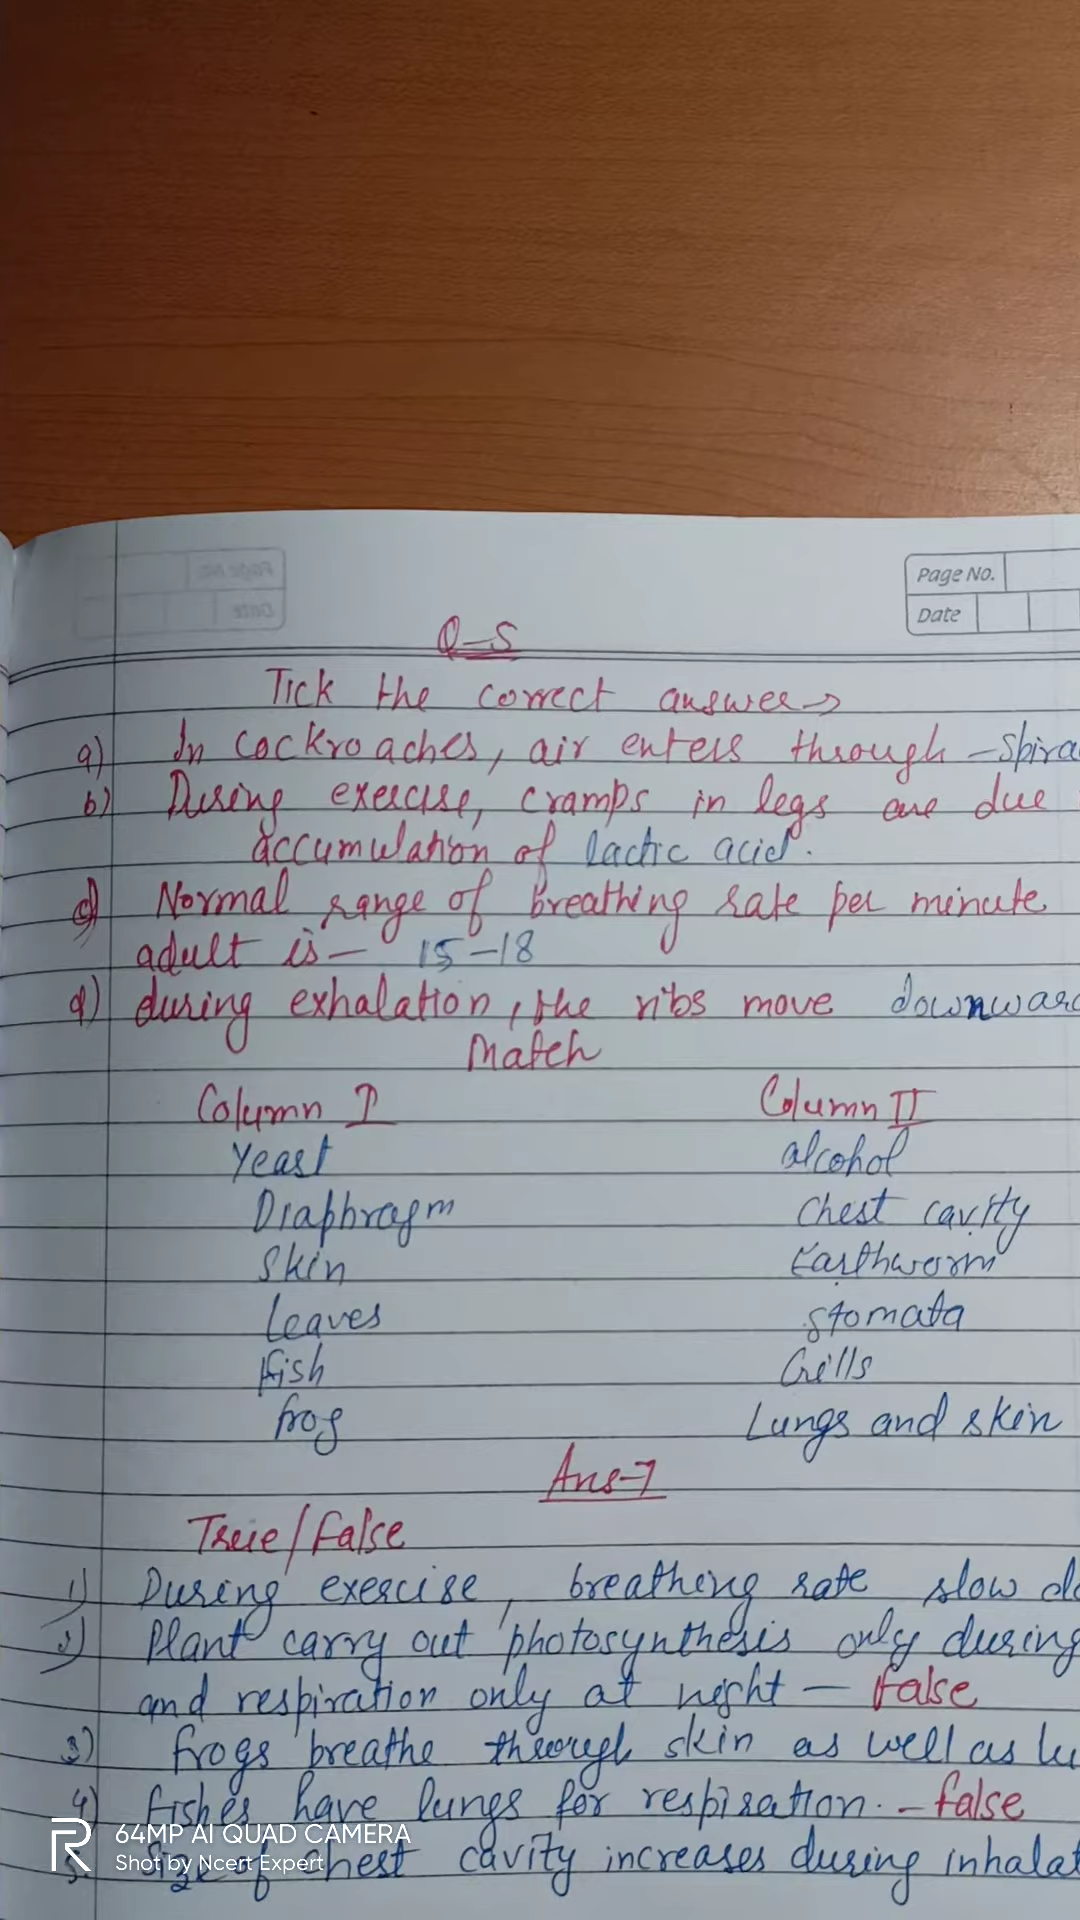 Page No.
Date
Q-5
Tick the correct answer→
a) In cockroaches, air enters through -Spira
b) During exercise, cramps in legs are due
accumulation of lactic acid.
c) Normal range of breathing rate per minute
adult is - 15-18
d) during exhalation, the ribs move downward
Match
Column I Column II
Yeast alcohol
Diaphragm Chest cavity
Skin Earthworm
leaves stomata
Fish Gills
frog Lungs and skin
Ans-7
True/False
1) During exercise, breathing rate slow do
2) Plant carry out photosynthesis only during
and respiration only at night - false
3) frogs breathe through skin as well as lu
4) fishes have lungs for respiration. - false
5. Size of chest cavity increases during inhalat
64MP AI QUAD CAMERA
Shot by Ncert Expert